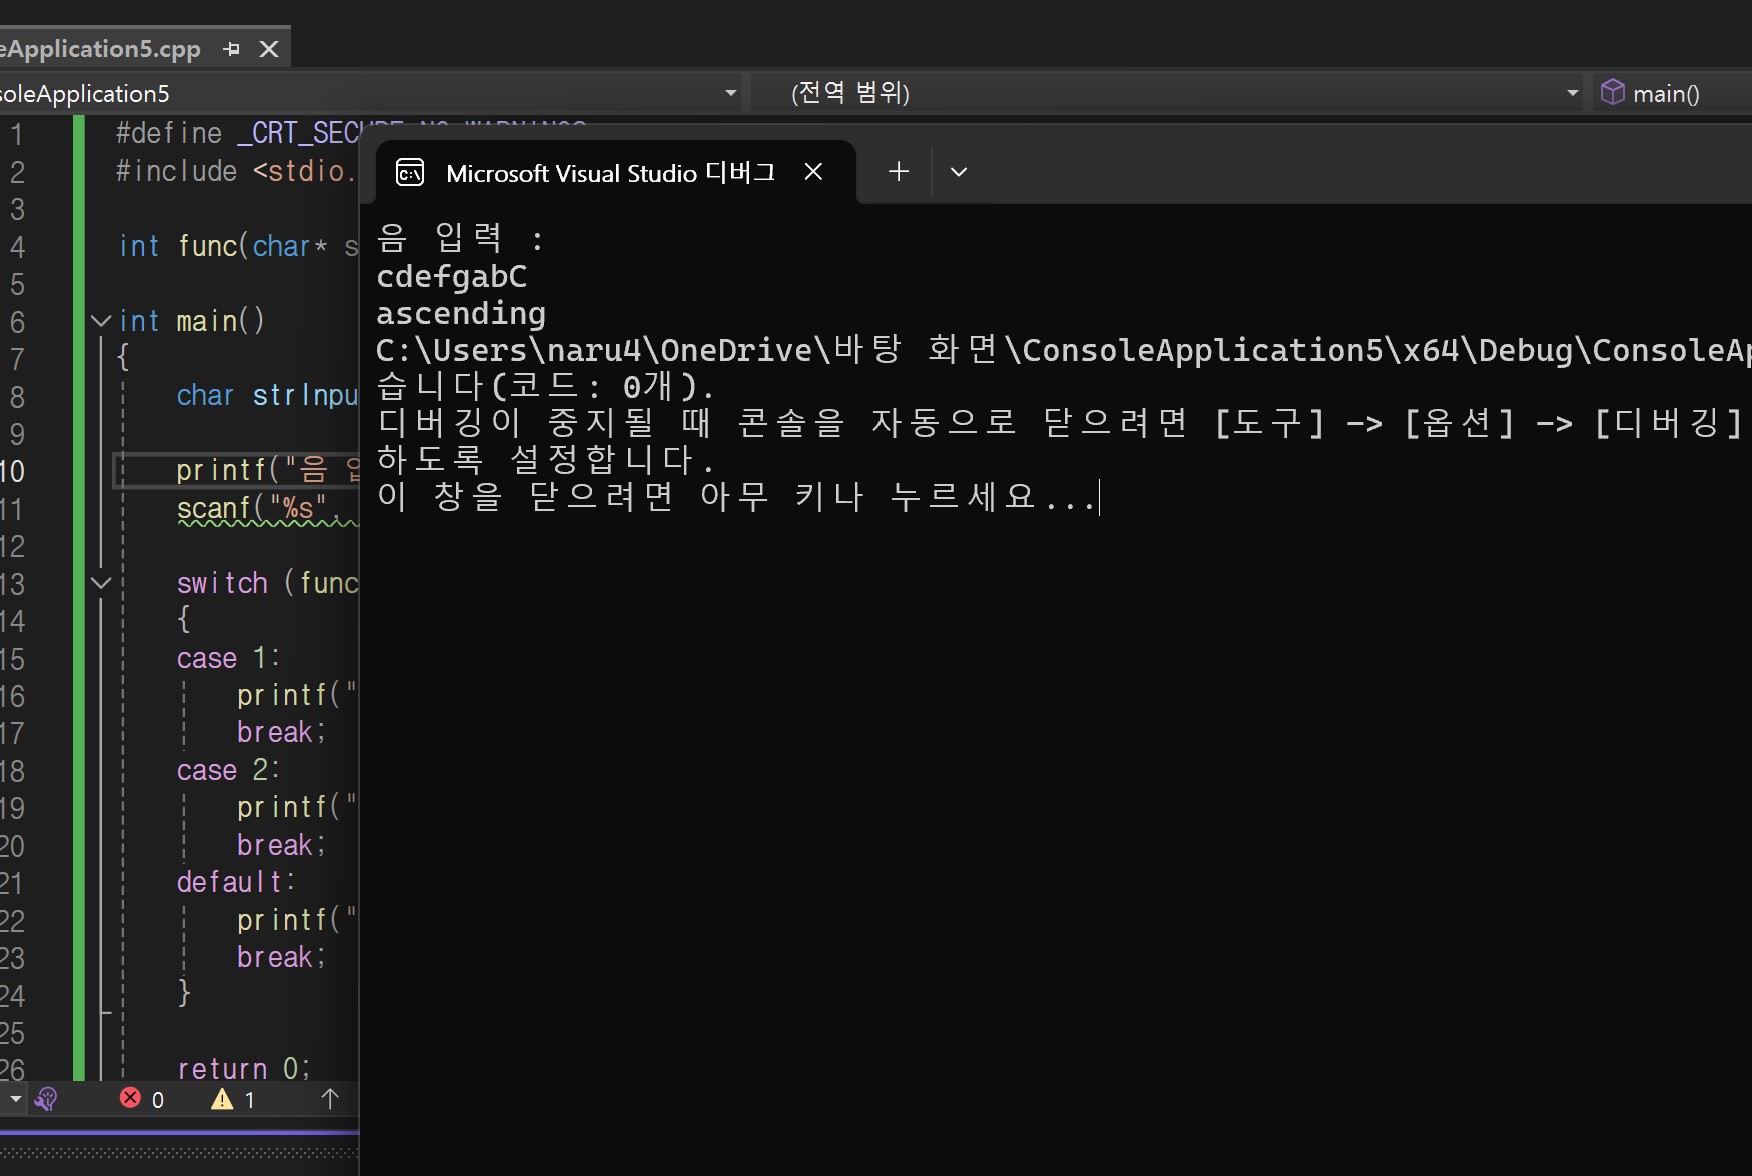 eApplication5.cpp
soleApplication5
(전역 범위)
main()
1 #define _CRT_SECURE_NO_WARNINGS
2 #include <stdio.
3
4 int func(char* s
5
6 int main()
7 {
8 char strInpu
9
10 printf("음 입
11 scanf("%s",
12
13 switch (func
14 {
15 case 1:
16 printf("
17 break;
18 case 2:
19 printf("
20 break;
21 default:
22 printf("
23 break;
24 }
25
26 return 0;
0
1
Microsoft Visual Studio 디버그
음 입력 :
cdefgabC
ascending
C:\Users\naru4\OneDrive\바탕 화면\ConsoleApplication5\x64\Debug\ConsoleAp
습니다(코드: 0개).
디버깅이 중지될 때 콘솔을 자동으로 닫으려면 [도구] -> [옵션] -> [디버깅]
하도록 설정합니다.
이 창을 닫으려면 아무 키나 누르세요...